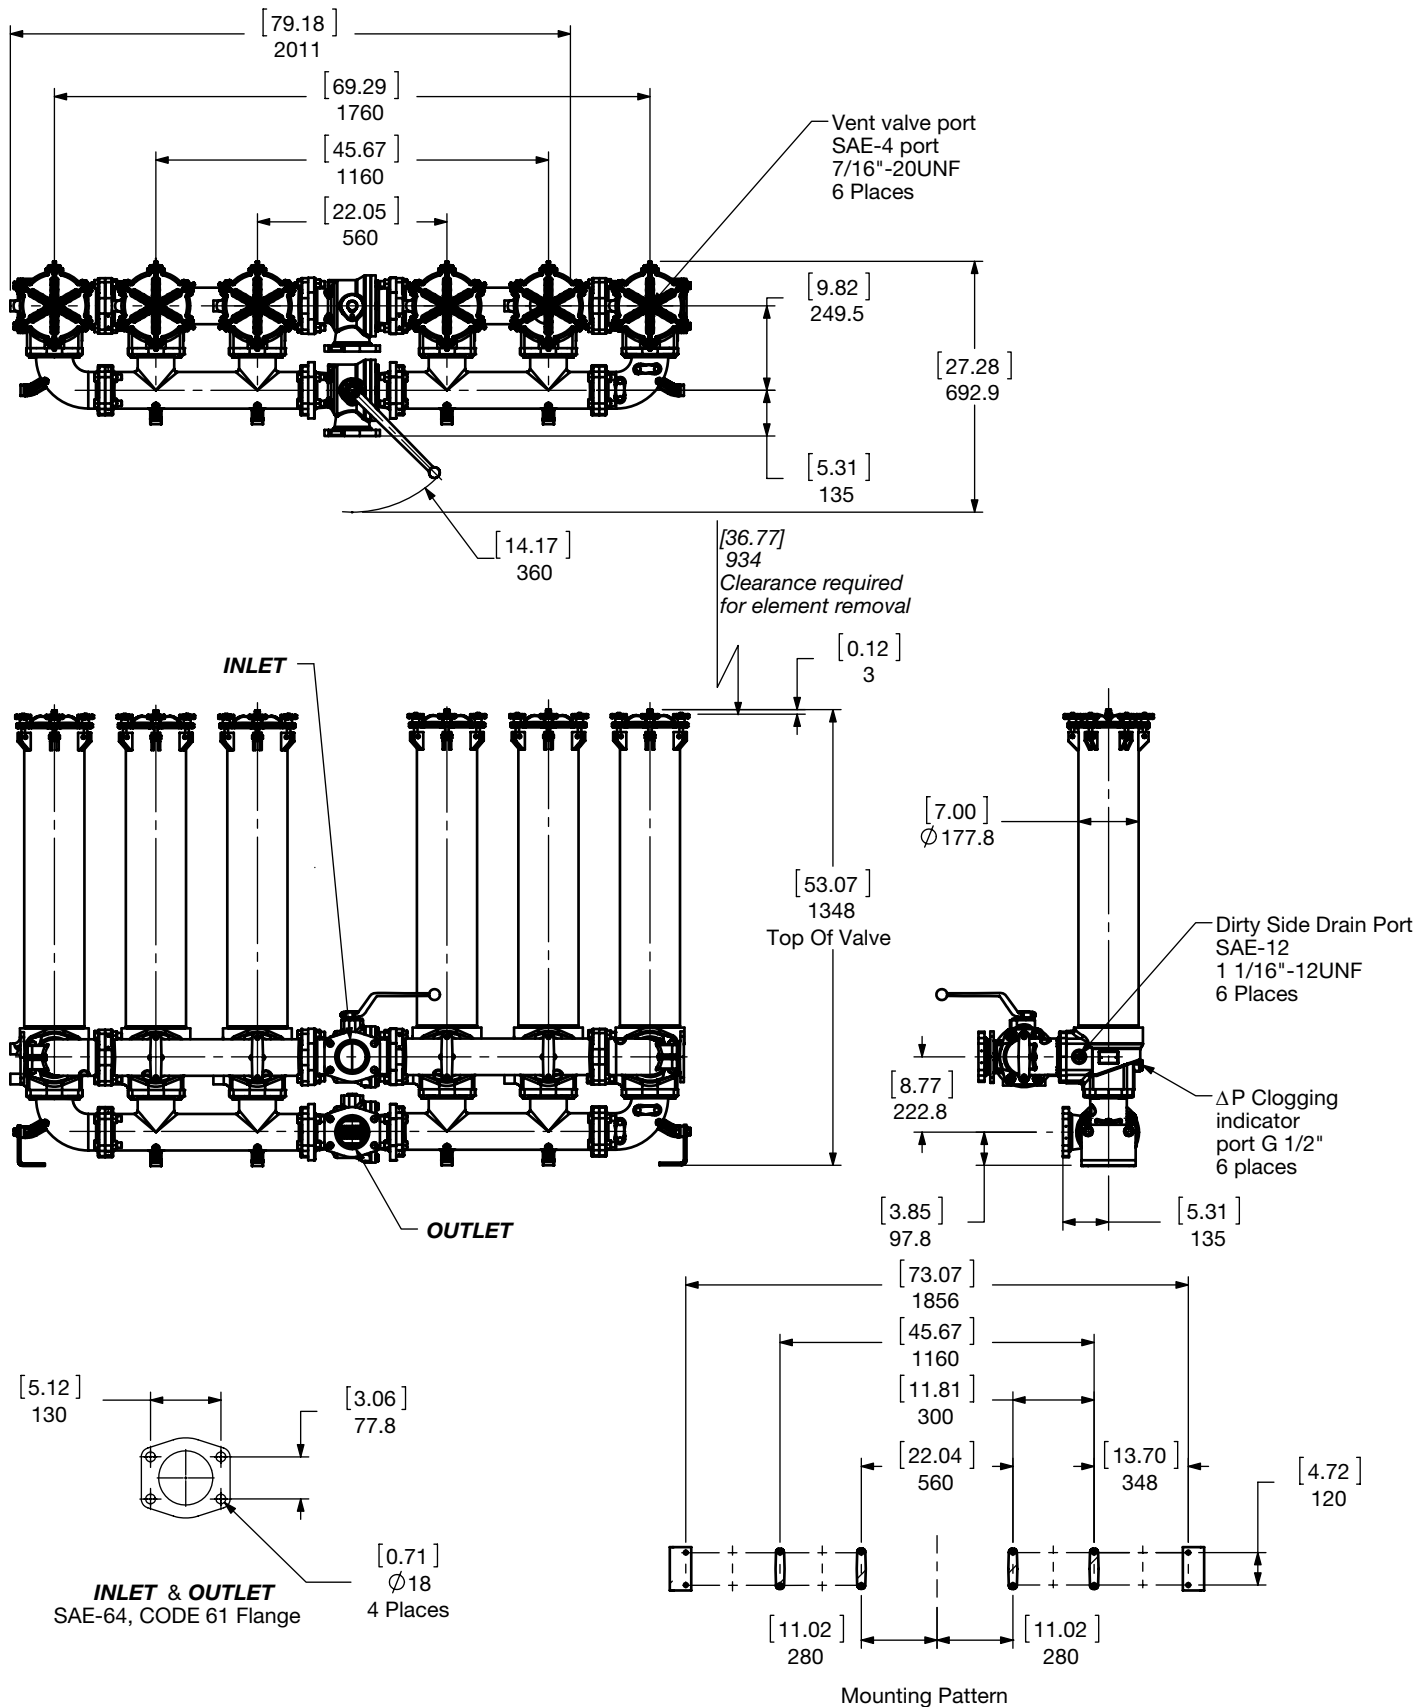 [79.18]
2011
[69.29]
1760
[45.67]
1160
[22.05]
560
Vent valve port
SAE-4 port
7/16"-20UNF
6 Places
[9.82]
249.5
[27.28]
692.9
[5.31]
135
[14.17]
360
[36.77]
934
Clearance required
for element removal
[0.12]
3
INLET
[7.00]
Ø177.8
[53.07]
1348
Top Of Valve
Dirty Side Drain Port
SAE-12
1 1/16"-12UNF
6 Places
[8.77]
222.8
ΔP Clogging
indicator
port G 1/2"
6 places
OUTLET
[3.85]
97.8
[5.31]
135
[73.07]
1856
[45.67]
1160
[11.81]
300
[22.04]
560
[13.70]
348
[4.72]
120
[5.12]
130
[3.06]
77.8
[0.71]
Ø18
4 Places
INLET & OUTLET
SAE-64, CODE 61 Flange
[11.02]
280
[11.02]
280
Mounting Pattern